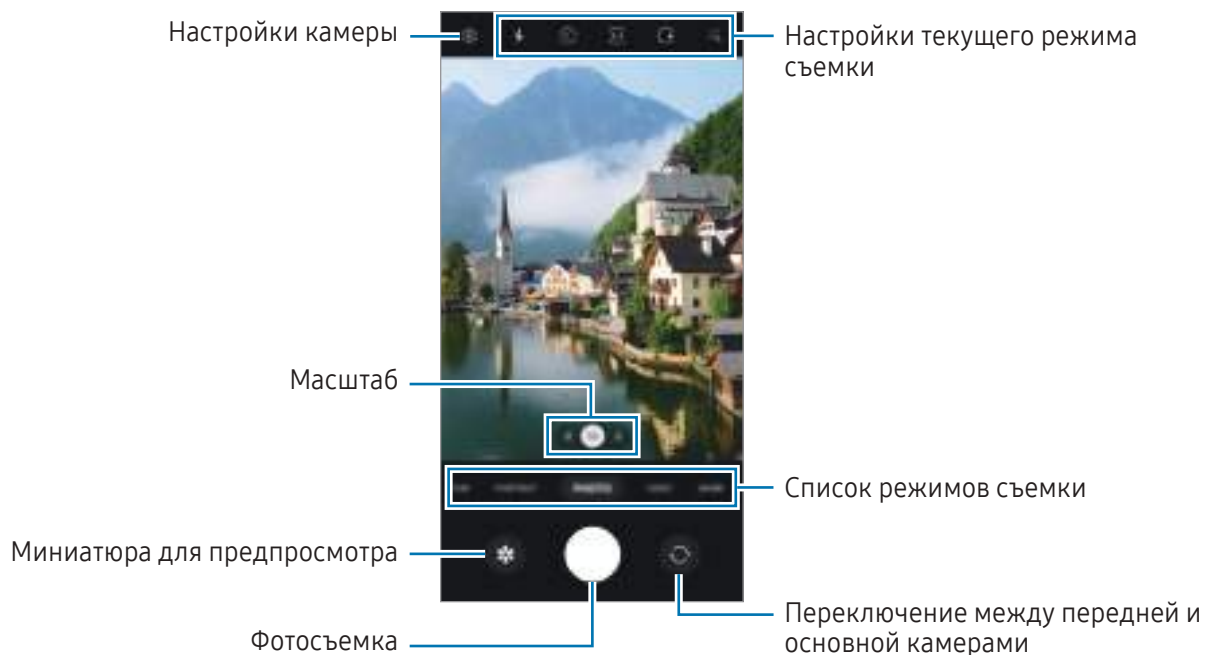 Настройки камеры
Настройки текущего режима
съемки
Масштаб
PHOTO
Список режимов съемки
Миниатюра для предпросмотра
Переключение между передней и
основной камерами
Фотосъемка